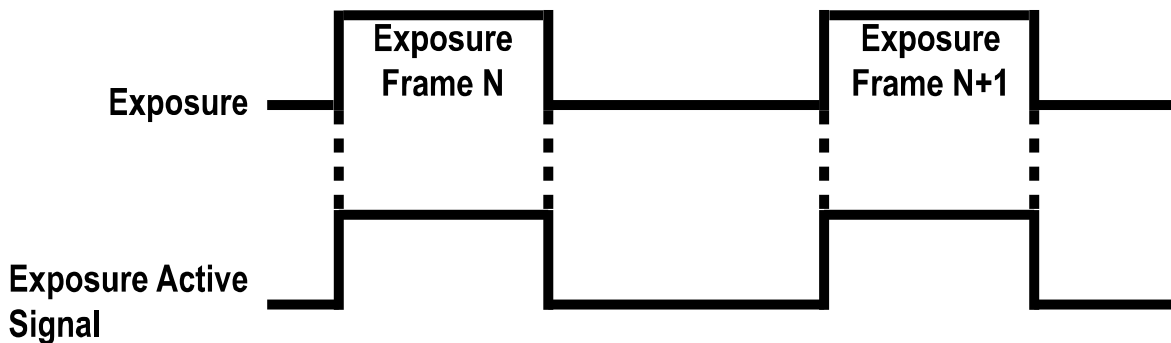 Exposure
Frame N
Exposure
Frame N+1
Exposure
Exposure Active
Signal